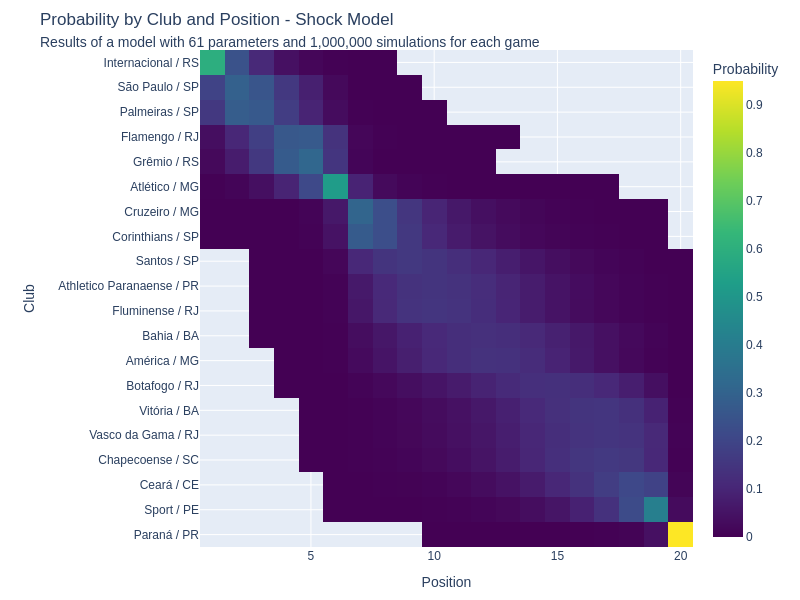 Probability by Club and Position - Shock Model
Results of a model with 61 parameters and 1,000,000 simulations for each game
Probability
Internacional / RS
São Paulo / SP
Palmeiras / SP
Flamengo / RJ
Grêmio / RS
Atlético / MG
Cruzeiro / MG
Corinthians / SP
Santos / SP
Athletico Paranaense / PR
Fluminense / RJ
Bahia / BA
América / MG
Botafogo / RJ
Vitória / BA
Vasco da Gama / RJ
Chapecoense / SC
Ceará / CE
Sport / PE
Paraná / PR
Club
5
10
15
20
Position
0.9
0.8
0.7
0.6
0.5
0.4
0.3
0.2
0.1
0